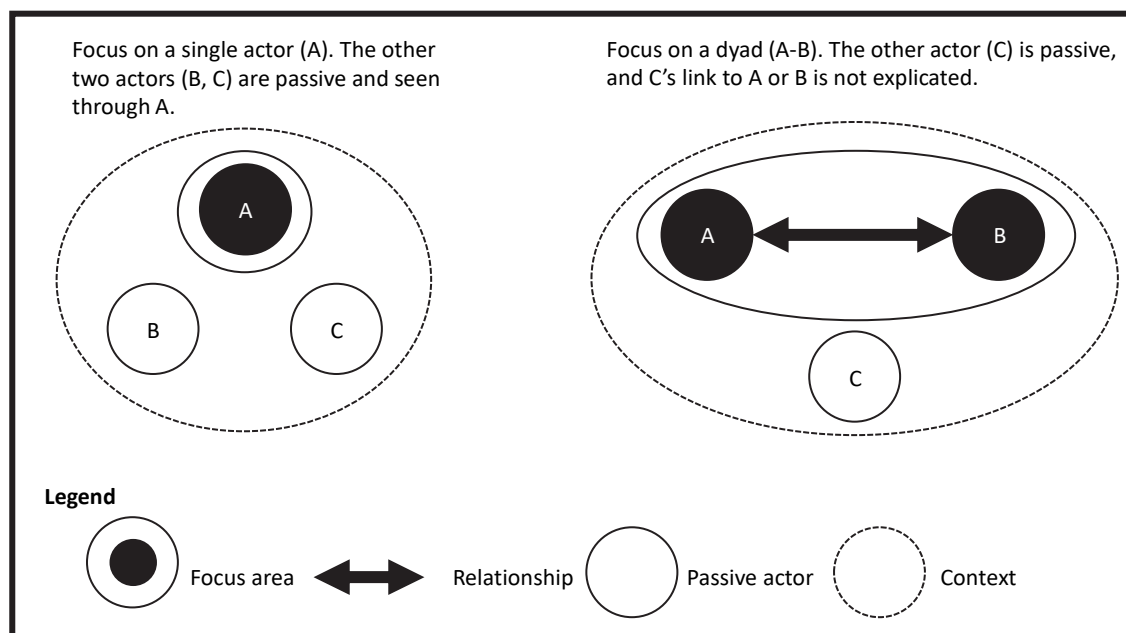 Focus on a single actor (A). The other
two actors (B, C) are passive and seen
through A.
A
B
C
Focus on a dyad (A-B). The other actor (C) is passive,
and C’s link to A or B is not explicated.
A
B
C
Legend
Focus area
Relationship
Passive actor
Context